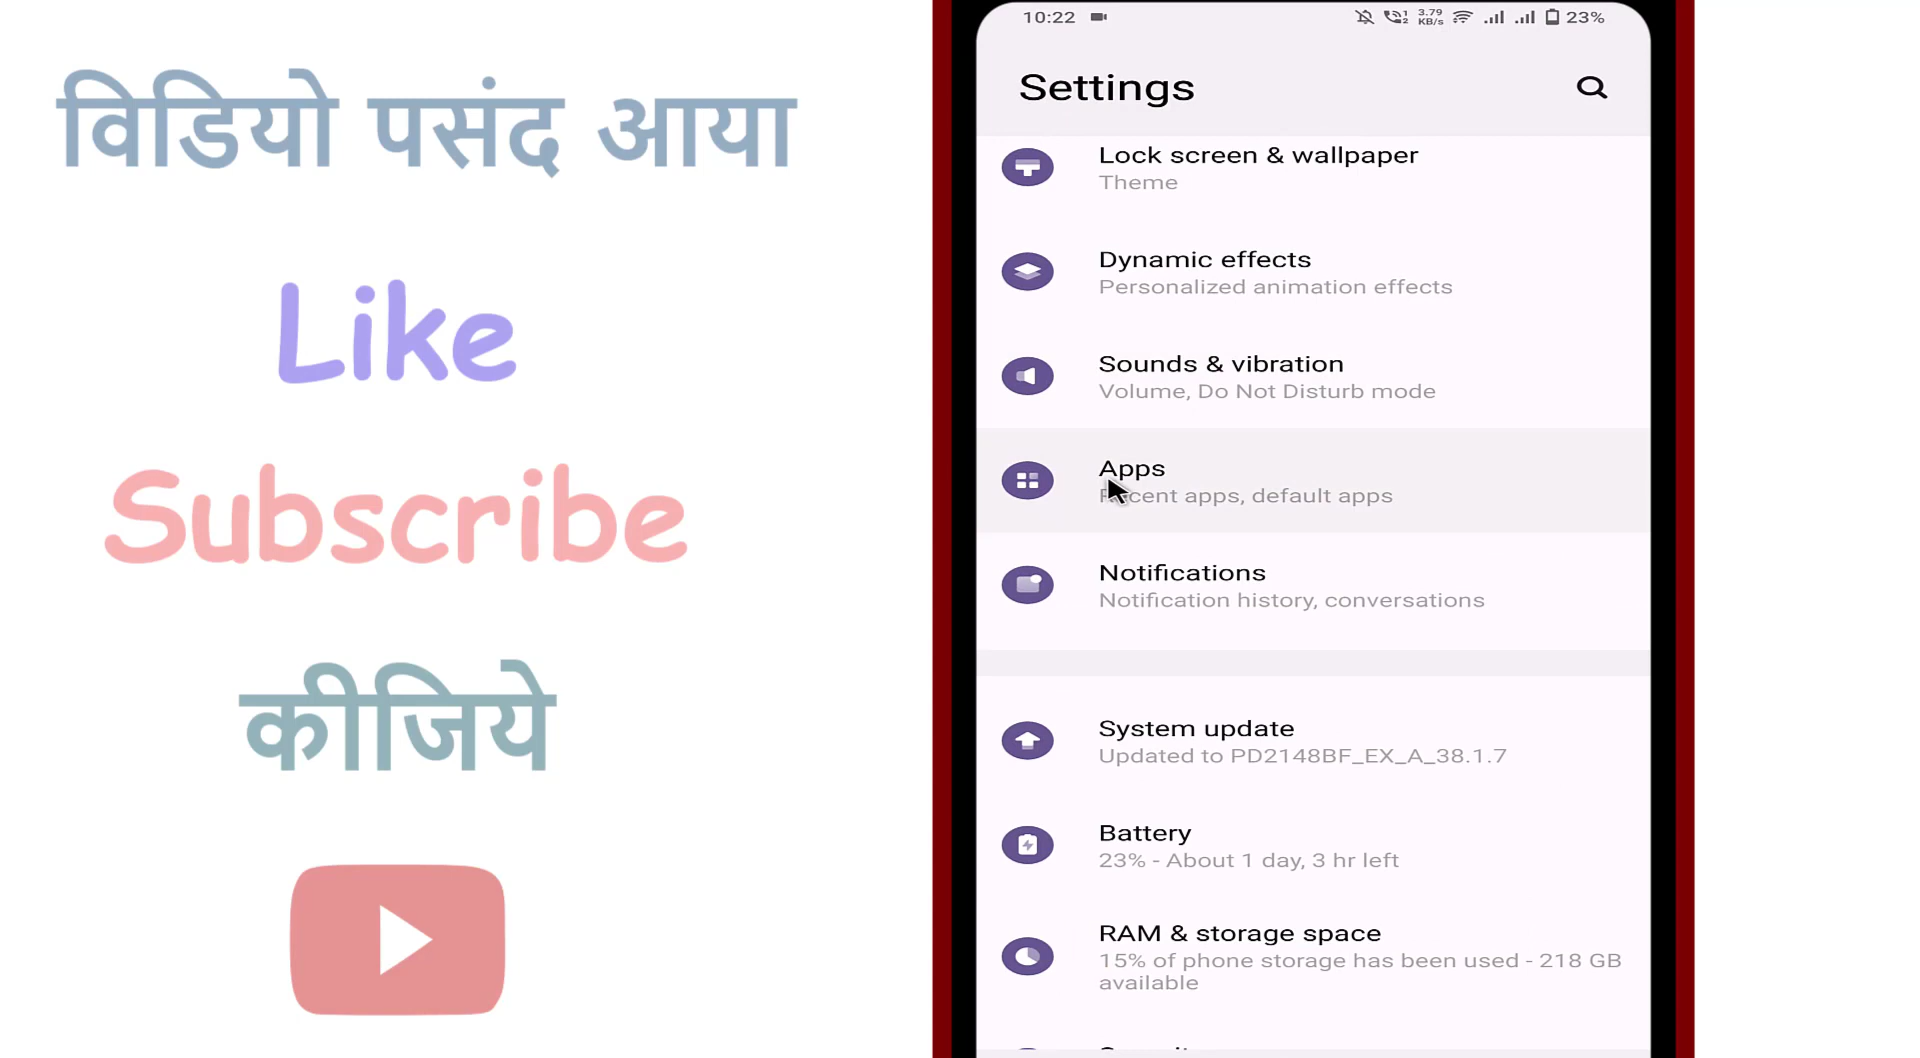 विडियो पसंद आया
Like
Subscribe
कीजिये
10:22
3.79
KB/s
23%
Settings
Lock screen & wallpaper
Theme
Dynamic effects
Personalized animation effects
Sounds & vibration
Volume, Do Not Disturb mode
Apps
Recent apps, default apps
Notifications
Notification history, conversations
System update
Updated to PD2148BF_EX_A_38.1.7
Battery
23% - About 1 day, 3 hr left
RAM & storage space
15% of phone storage has been used - 218 GB
available